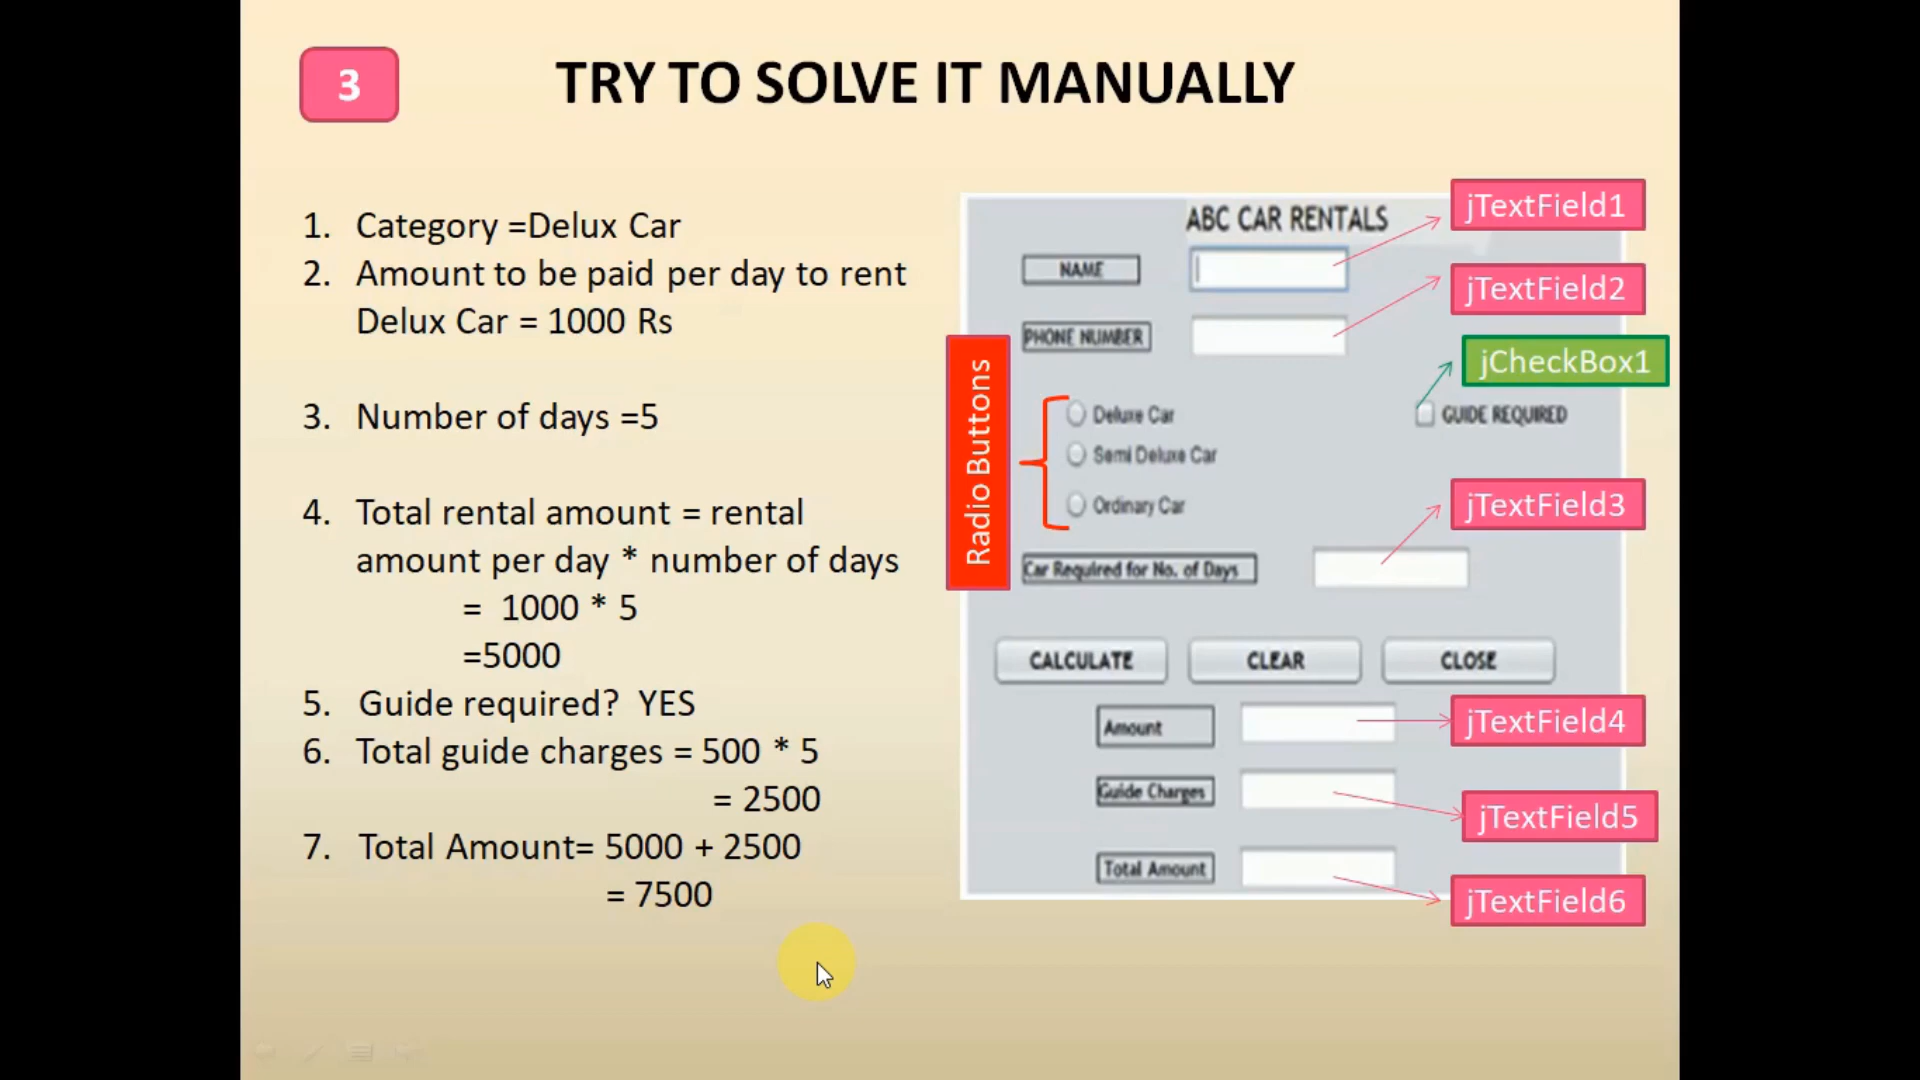 3
TRY TO SOLVE IT MANUALLY
1. Category =Delux Car
2. Amount to be paid per day to rent
Delux Car = 1000 Rs
3. Number of days =5
4. Total rental amount = rental
amount per day * number of days
= 1000 * 5
=5000
5. Guide required? YES
6. Total guide charges = 500 * 5
= 2500
7. Total Amount= 5000 + 2500
= 7500
ABC CAR RENTALS
jTextField1
NAME
jTextField2
PHONE NUMBER
jCheckBox1
Radio Buttons
Deluxe Car
GUIDE REQUIRED
Semi Deluxe Car
Ordinary Car
jTextField3
Car Required for No. of Days
CALCULATE CLEAR CLOSE
Amount
jTextField4
Guide Charges
jTextField5
Total Amount
jTextField6